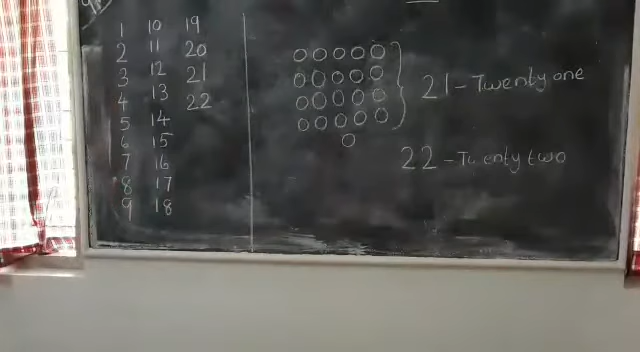 1 10 19
2 11 20
3 12 21
4 13 22
5 14
6 15
7 16
8 17
9 18
21 - Twenty one
22 - Twenty two